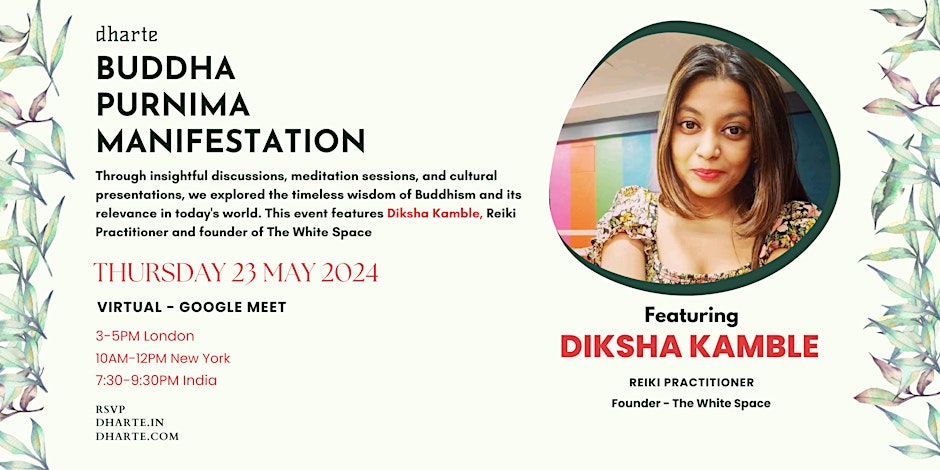 dharte
BUDDHA
PURNIMA
MANIFESTATION
Through insightful discussions, meditation sessions, and cultural
presentations, we explored the timeless wisdom of Buddhism and its
relevance in today's world. This event features Diksha Kamble, Reiki
Practitioner and founder of The White Space
THURSDAY 23 MAY 2024
VIRTUAL - GOOGLE MEET
3-5PM London
10AM-12PM New York
7:30-9:30PM India
RSVP
DHARTE.IN
DHARTE.COM
Featuring
DIKSHA KAMBLE
REIKI PRACTITIONER
Founder - The White Space